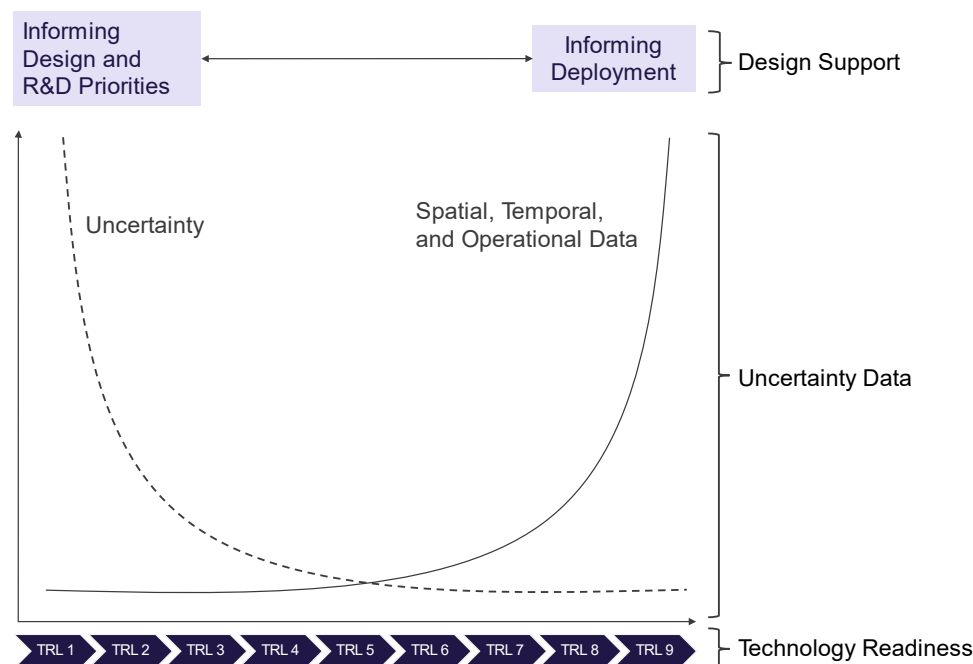 Informing
Design and
R&D Priorities
Informing
Deployment
Design Support
Uncertainty
Spatial, Temporal,
and Operational Data
Uncertainty Data
TRL 1
TRL 2
TRL 3
TRL 4
TRL 5
TRL 6
TRL 7
TRL 8
TRL 9
Technology Readiness